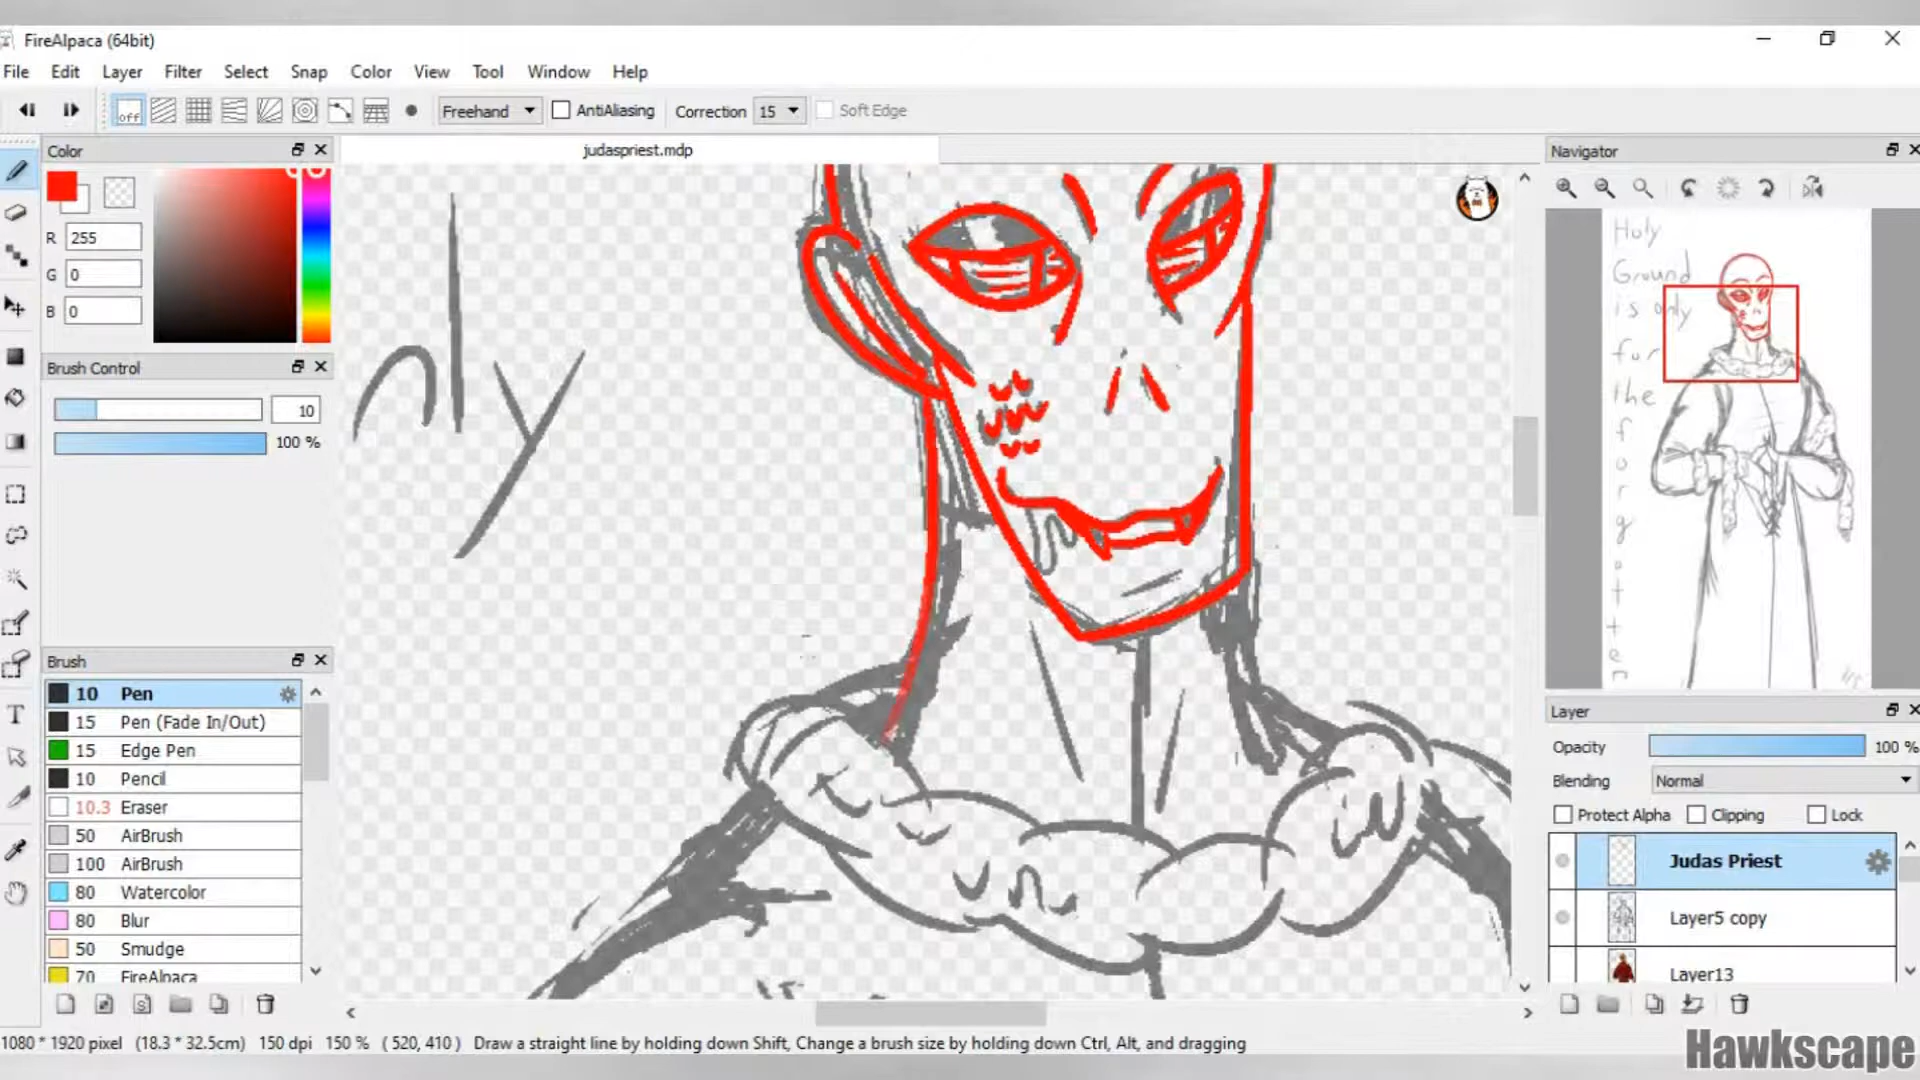 FireAlpaca (64bit)
File Edit Layer Filter Select Snap Color View Tool Window Help
off Freehand AntiAliasing Correction 15 Soft Edge
Color
judaspriest.mdp
Navigator
R 255
G 0
B 0
Brush Control
10
100 %
Brush
10 Pen
15 Pen (Fade In/Out)
15 Edge Pen
10 Pencil
10.3 Eraser
50 AirBrush
100 AirBrush
80 Watercolor
80 Blur
50 Smudge
70 FireAlpaca
nly
Holy
Ground
is only
for
the
forgotten
Layer
Opacity 100 %
Blending Normal
Protect Alpha Clipping Lock
Judas Priest
Layer5 copy
Layer13
1080 * 1920 pixel (18.3 * 32.5cm) 150 dpi 150 % ( 520, 410 ) Draw a straight line by holding down Shift, Change a brush size by holding down Ctrl, Alt, and dragging
Hawkscape